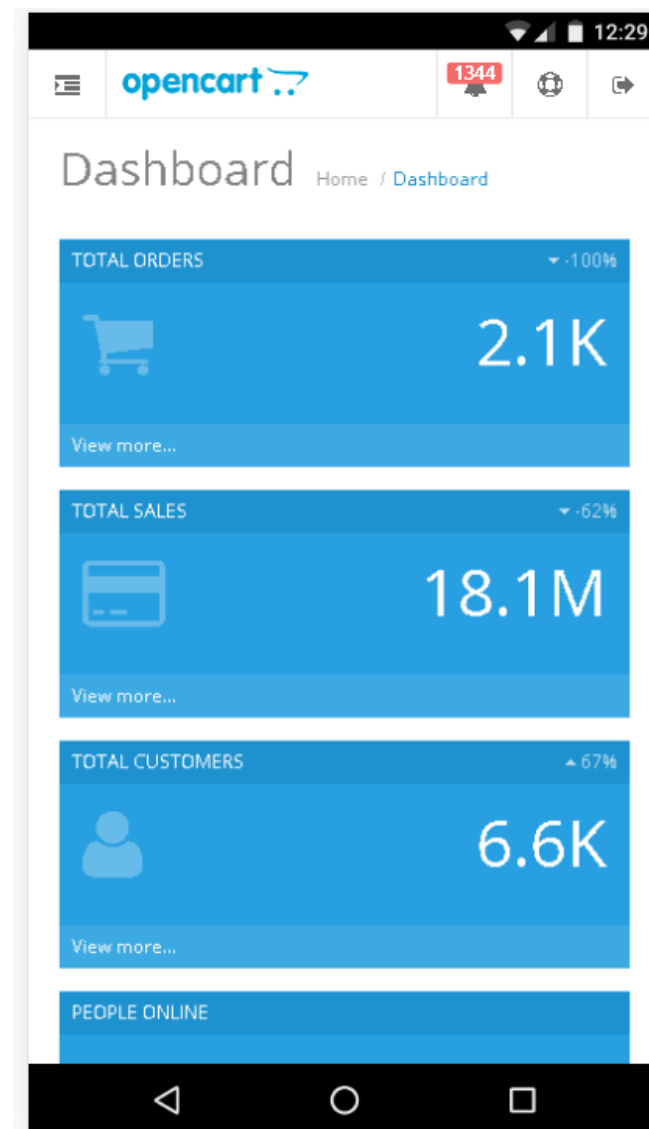 12:29
opencart
1344
Dashboard Home / Dashboard
TOTAL ORDERS -100%
2.1K
View more...
TOTAL SALES -62%
18.1M
View more...
TOTAL CUSTOMERS 67%
6.6K
View more...
PEOPLE ONLINE